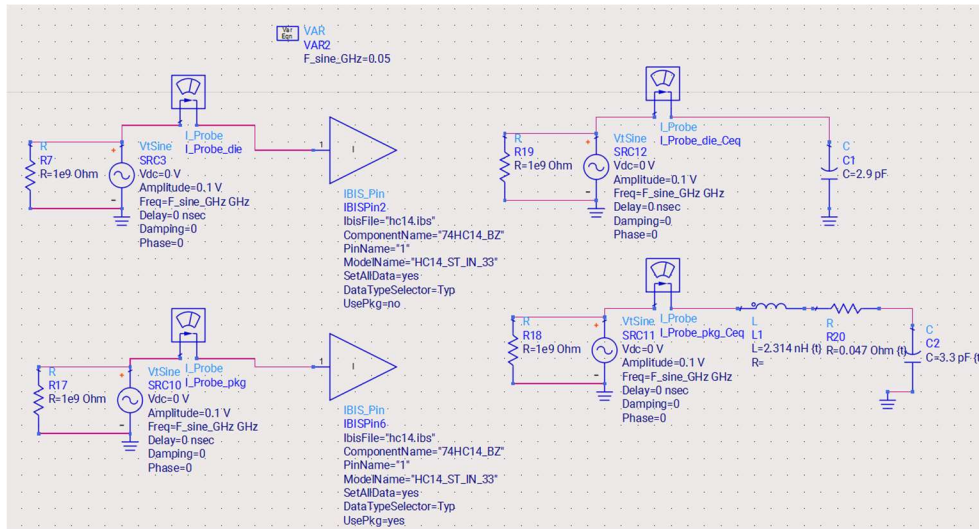 Var
Eqn
VAR
VAR2
F_sine_GHz=0.05
R
R7
R=1e9 Ohm
VtSine
SRC3
Vdc=0 V
Amplitude=0.1 V
Freq=F_sine_GHz GHz
Delay=0 nsec
Damping=0
Phase=0
I_Probe
I_Probe_die
1
I
IBIS_Pin
IBISPin2
IbisFile="hc14.ibs"
ComponentName="74HC14_BZ"
PinName="1"
ModelName="HC14_ST_IN_33"
SetAllData=yes
DataTypeSelector=Typ
UsePkg=no
R
R19
R=1e9 Ohm
VtSine
SRC12
Vdc=0 V
Amplitude=0.1 V
Freq=F_sine_GHz GHz
Delay=0 nsec
Damping=0
Phase=0
I_Probe
I_Probe_die_Ceq
C
C1
C=2.9 pF
R
R17
R=1e9 Ohm
VtSine
SRC10
Vdc=0 V
Amplitude=0.1 V
Freq=F_sine_GHz GHz
Delay=0 nsec
Damping=0
Phase=0
I_Probe
I_Probe_pkg
1
I
IBIS_Pin
IBISPin6
IbisFile="hc14.ibs"
ComponentName="74HC14_BZ"
PinName="1"
ModelName="HC14_ST_IN_33"
SetAllData=yes
DataTypeSelector=Typ
UsePkg=yes
R
R18
R=1e9 Ohm
VtSine
SRC11
Vdc=0 V
Amplitude=0.1 V
Freq=F_sine_GHz GHz
Delay=0 nsec
Damping=0
Phase=0
I_Probe
I_Probe_pkg_Ceq
L
L1
L=2.314 nH {t}
R=
R
R20
R=0.047 Ohm {t}
C
C2
C=3.3 pF {t